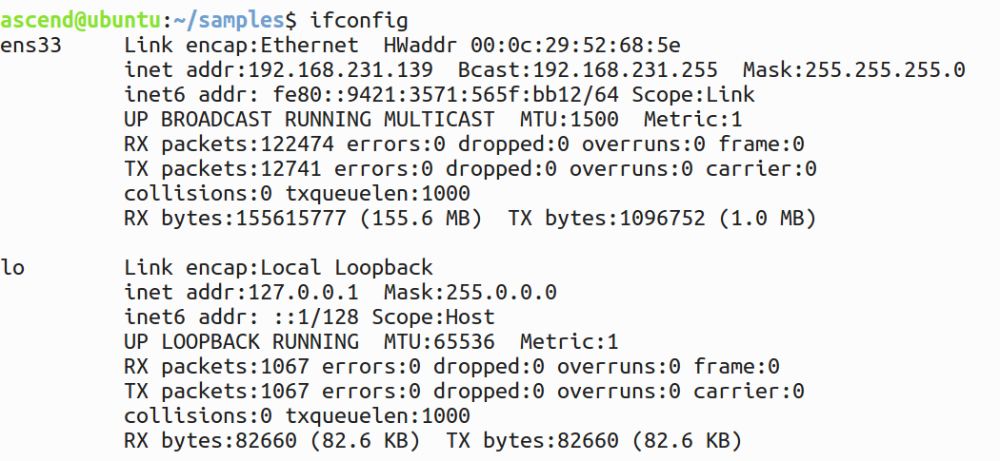 ascend@ubuntu:~/samples$ ifconfig
ens33     Link encap:Ethernet  HWaddr 00:0c:29:52:68:5e
          inet addr:192.168.231.139  Bcast:192.168.231.255  Mask:255.255.255.0
          inet6 addr: fe80::9421:3571:565f:bb12/64 Scope:Link
          UP BROADCAST RUNNING MULTICAST  MTU:1500  Metric:1
          RX packets:122474 errors:0 dropped:0 overruns:0 frame:0
          TX packets:12741 errors:0 dropped:0 overruns:0 carrier:0
          collisions:0 txqueuelen:1000
          RX bytes:155615777 (155.6 MB)  TX bytes:1096752 (1.0 MB)

lo        Link encap:Local Loopback
          inet addr:127.0.0.1  Mask:255.0.0.0
          inet6 addr: ::1/128 Scope:Host
          UP LOOPBACK RUNNING  MTU:65536  Metric:1
          RX packets:1067 errors:0 dropped:0 overruns:0 frame:0
          TX packets:1067 errors:0 dropped:0 overruns:0 carrier:0
          collisions:0 txqueuelen:1000
          RX bytes:82660 (82.6 KB)  TX bytes:82660 (82.6 KB)